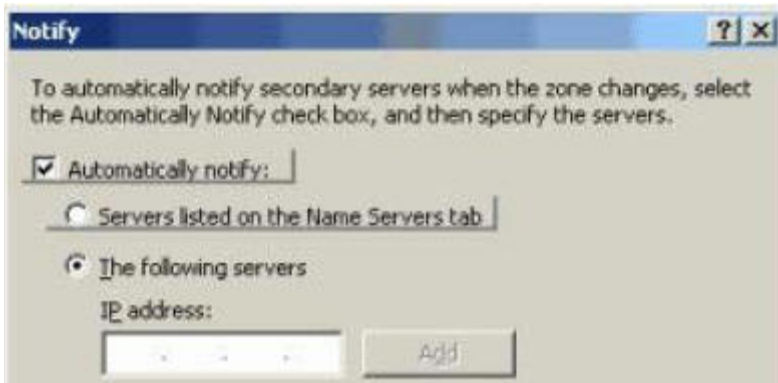 Notify
To automatically notify secondary servers when the zone changes, select
the Automatically Notify check box, and then specify the servers.
Automatically notify:
Servers listed on the Name Servers tab
The following servers
IP address:
Add